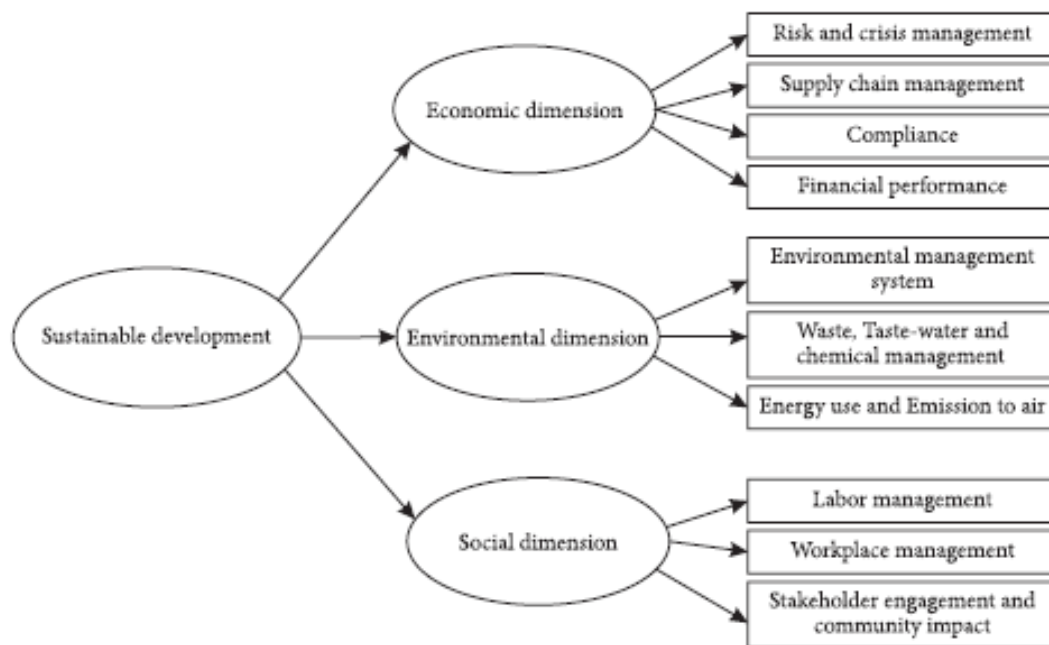 Sustainable development
Economic dimension
Risk and crisis management
Supply chain management
Compliance
Financial performance
Environmental dimension
Environmental management
system
Waste, Taste-water and
chemical management
Energy use and Emission to air
Social dimension
Labor management
Workplace management
Stakeholder engagement and
community impact